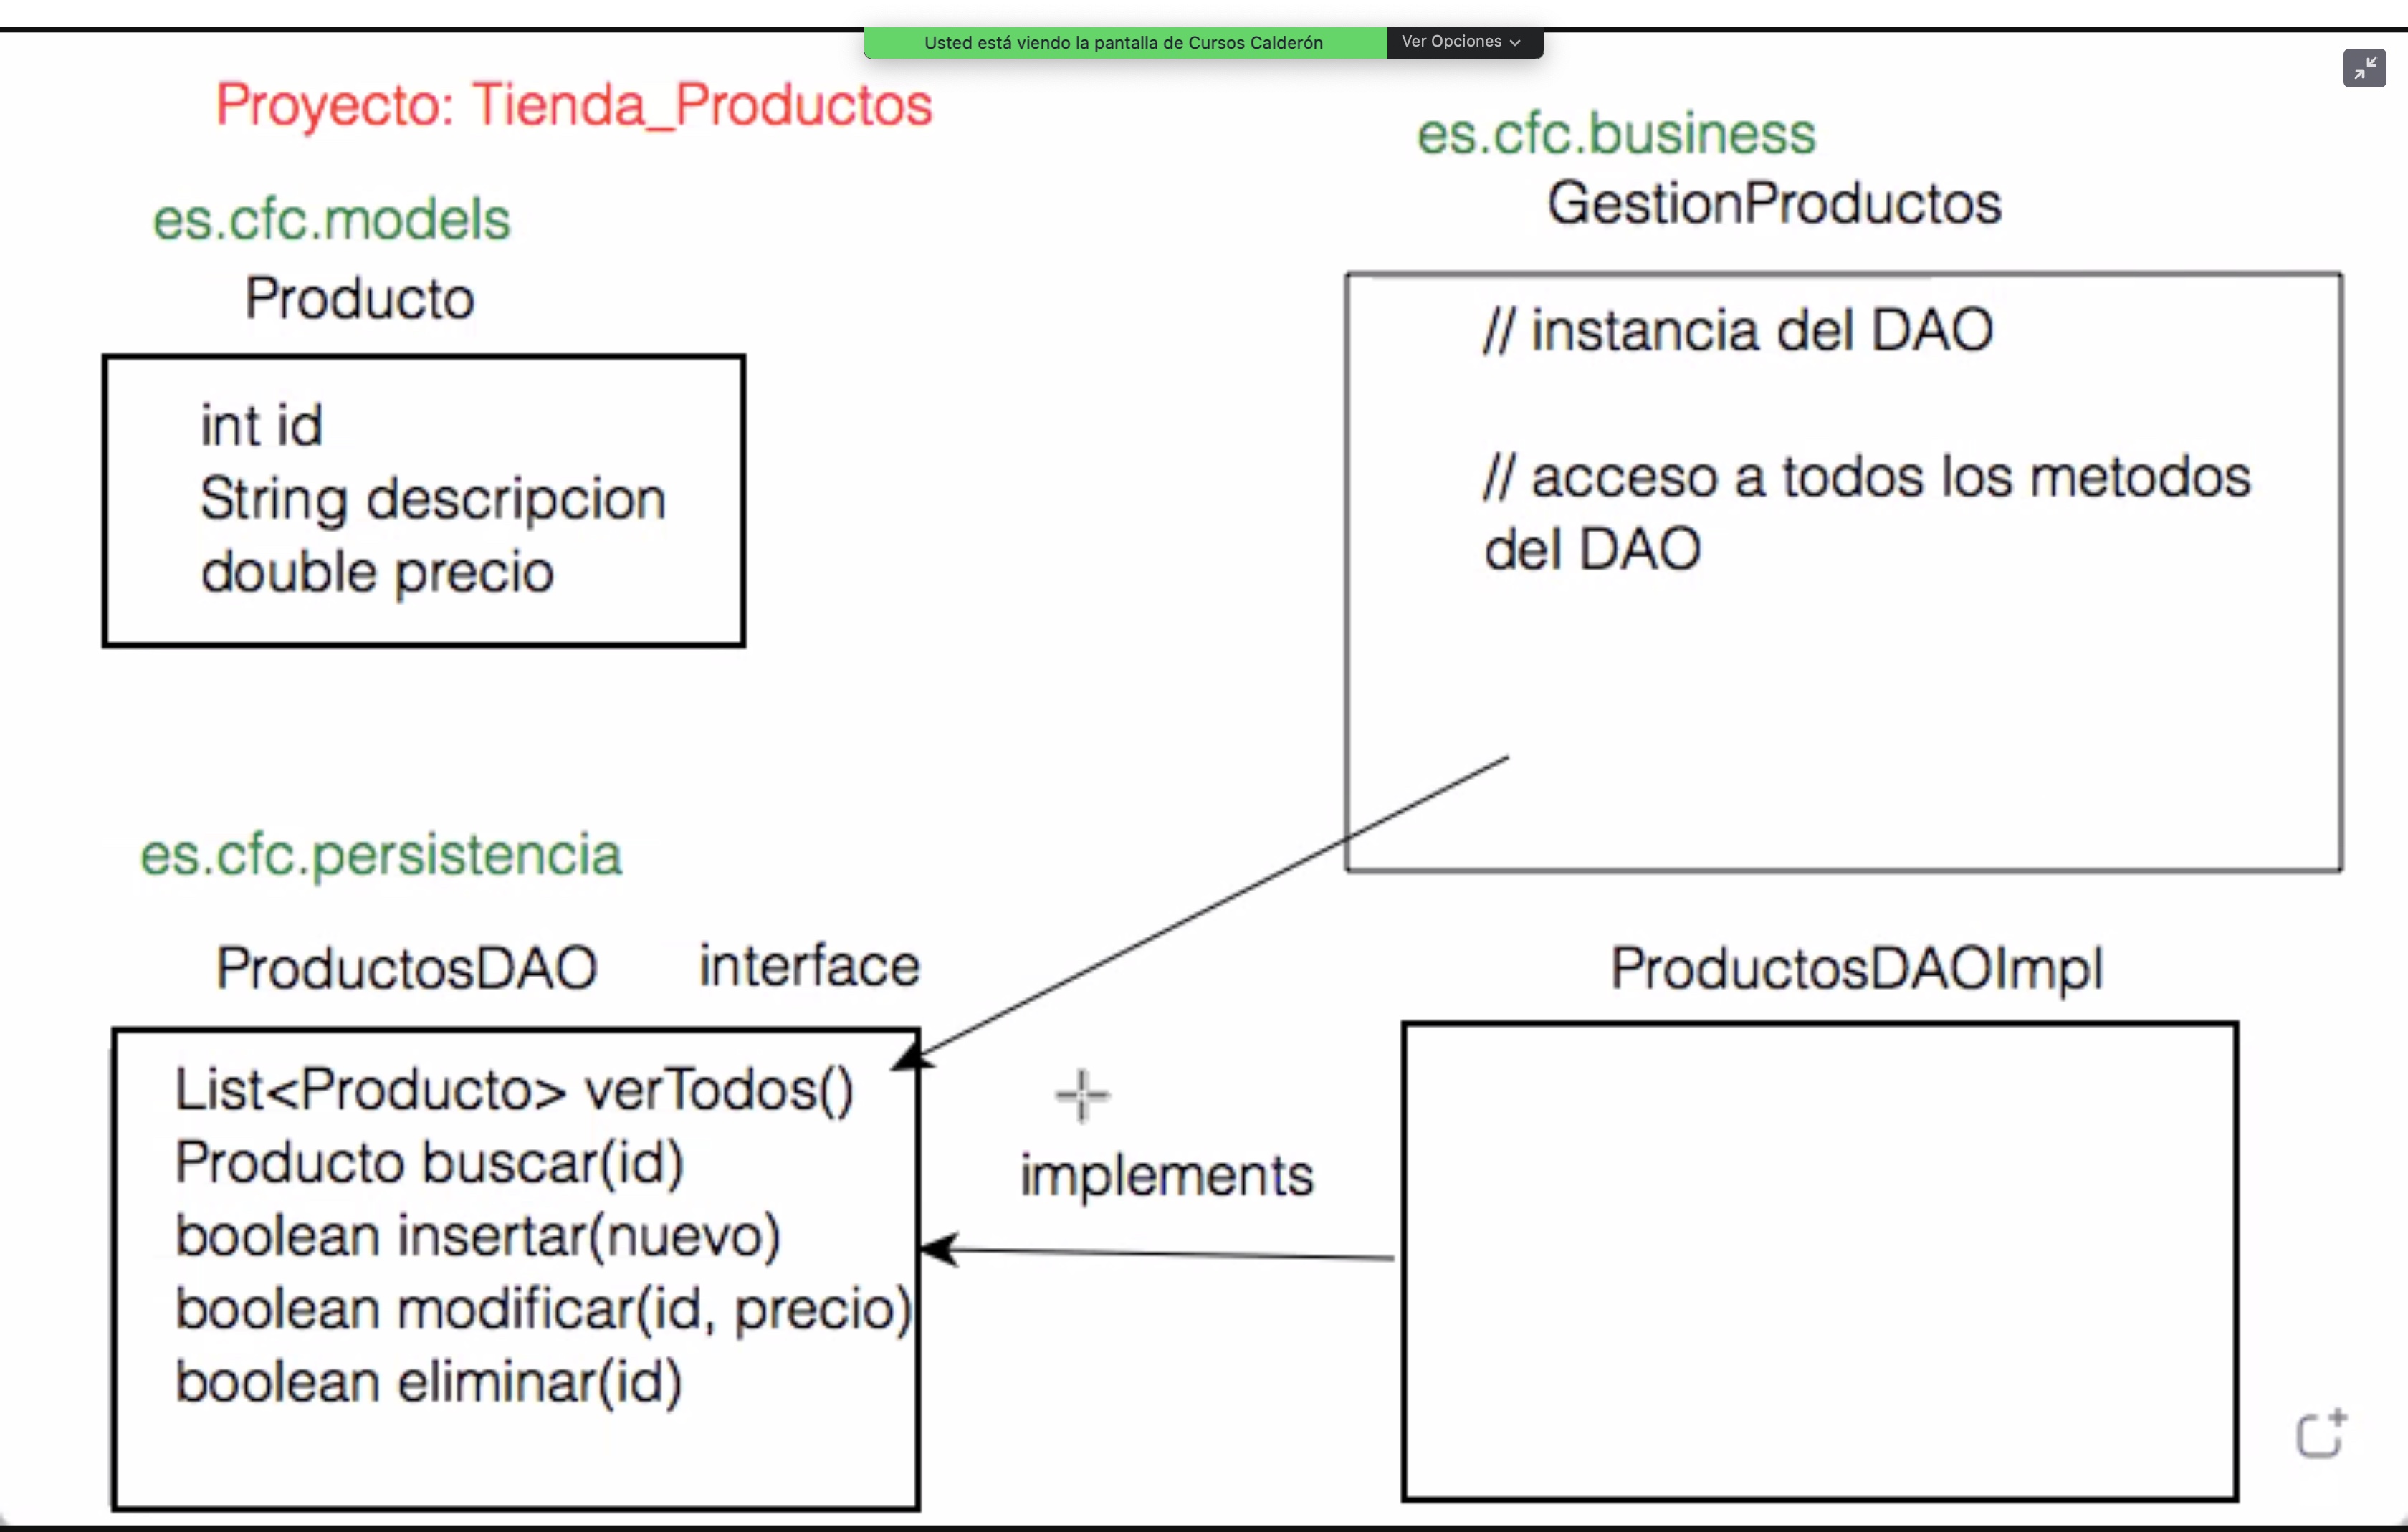 Usted está viendo la pantalla de Cursos Calderón
Ver Opciones
Proyecto: Tienda_Productos
es.cfc.models
Producto
int id
String descripcion
double precio
es.cfc.business
GestionProductos
// instancia del DAO
// acceso a todos los metodos
del DAO
es.cfc.persistencia
ProductosDAO interface
List<Producto> verTodos()
Producto buscar(id)
boolean insertar(nuevo)
boolean modificar(id, precio)
boolean eliminar(id)
implements
ProductosDAOImpl